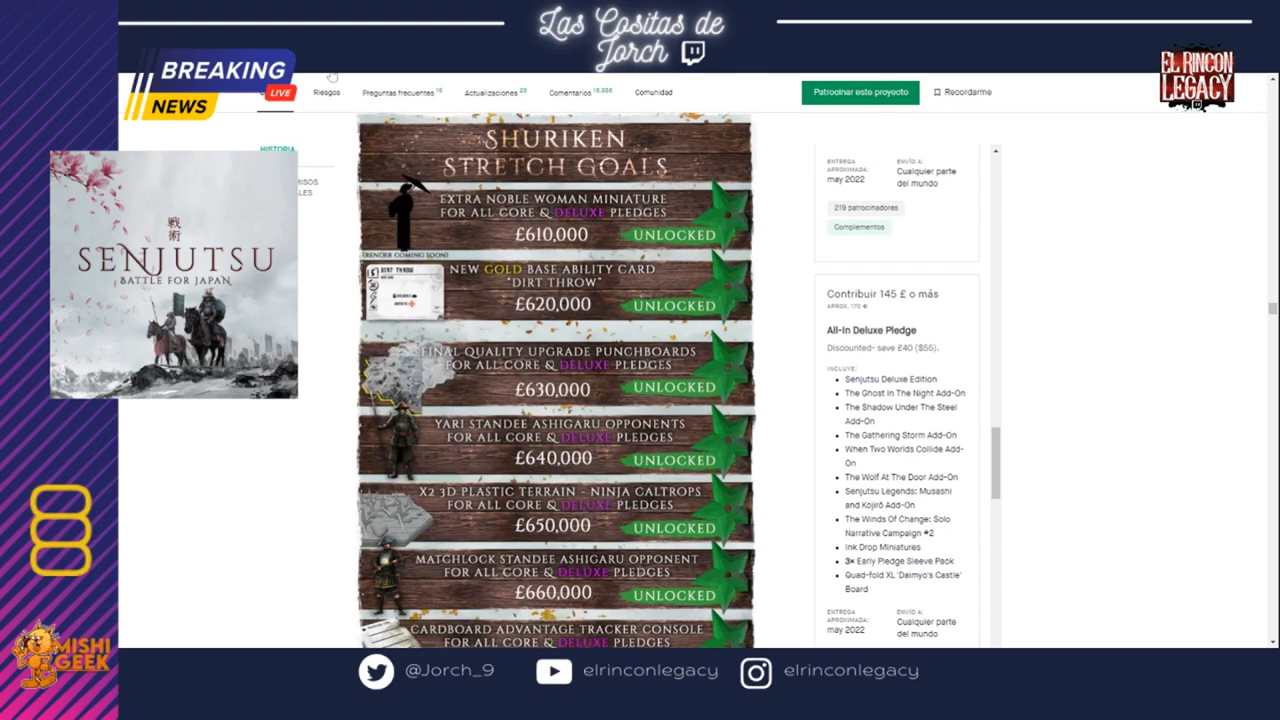 Las Cositas de
Jorch
BREAKING
LIVE
NEWS
EL RINCON
LEGACY
Riesgos
Preguntas frecuentes 10
Actualizaciones 26
Comentarios
Comunidad
Patrocinar este proyecto
Recordarme
HISTORIA
戦
術
SENJUTSU
BATTLE FOR JAPAN
SHURIKEN
STRETCH GOALS
EXTRA NOBLE WOMAN MINIATURE
FOR ALL CORE & DELUXE PLEDGES
£610,000
UNLOCKED
(RENDER COMING SOON)
DIRT THROW
NEW GOLD BASE ABILITY CARD
"DIRT THROW"
£620,000
UNLOCKED
FINAL QUALITY UPGRADE PUNCHBOARDS
FOR ALL CORE & DELUXE PLEDGES
£630,000
UNLOCKED
YARI STANDEE ASHIGARU OPPONENTS
FOR ALL CORE & DELUXE PLEDGES
£640,000
UNLOCKED
X2 3D PLASTIC TERRAIN - NINJA CALTROPS
FOR ALL CORE & DELUXE PLEDGES
£650,000
UNLOCKED
MATCHLOCK STANDEE ASHIGARU OPPONENT
FOR ALL CORE & DELUXE PLEDGES
£660,000
UNLOCKED
CARDBOARD ADVANTAGE TRACKER CONSOLE
FOR ALL CORE & DELUXE PLEDGES
ENTREGA
APROXIMADA:
may 2022
ENVÍO A:
Cualquier parte
del mundo
219 patrocinadores
Complementos
Contribuir 145 £ o más
APROX. 170 €
All-In Deluxe Pledge
Discounted- save £40 ($55).
INCLUYE:
Senjutsu Deluxe Edition
The Ghost In The Night Add-On
The Shadow Under The Steel
Add-On
The Gathering Storm Add-On
When Two Worlds Collide Add-
On
The Wolf At The Door Add-On
Senjutsu Legends: Musashi
and Kojirō Add-On
The Winds Of Change: Solo
Narrative Campaign #2
Ink Drop Miniatures
3× Early Pledge Sleeve Pack
Quad-fold XL 'Daimyo's Castle'
Board
ENTREGA
APROXIMADA:
may 2022
ENVÍO A:
Cualquier parte
del mundo
MISHI
GEEK
@Jorch_9
elrinconlegacy
elrinconlegacy